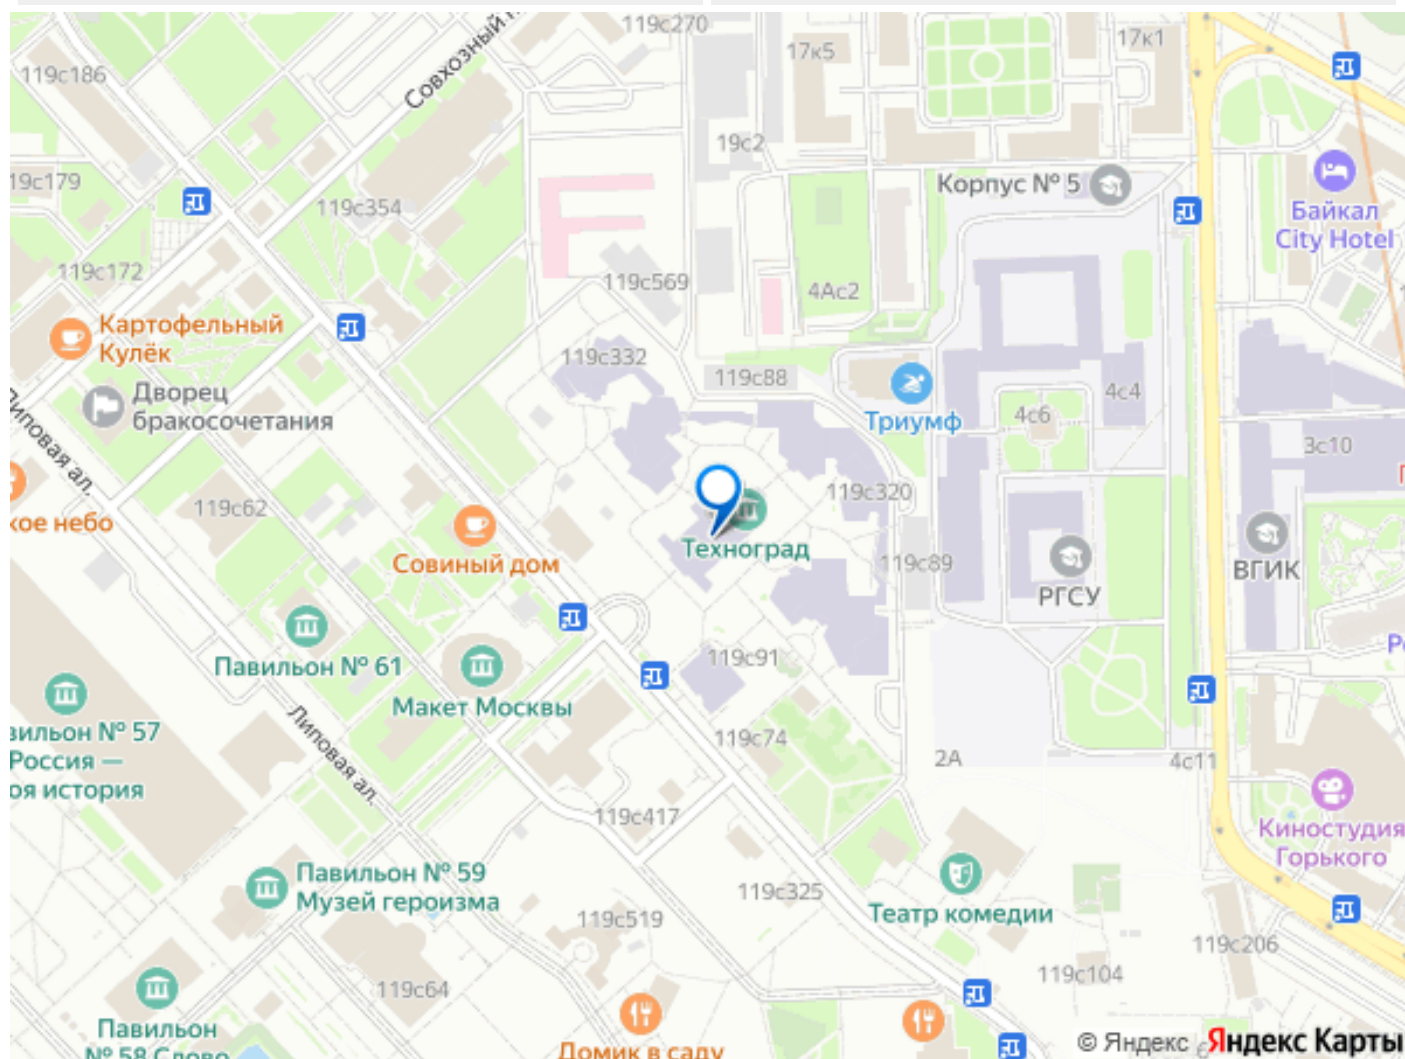 119с270
17к5
17к1
119с186
Совхозный
19с2
19с179
119с354
Корпус № 5
Байкал
City Hotel
119с172
119с569
4Ас2
Картофельный
Кулёк
119с332
119с88
Дворец
бракосочетания
4с4
Триумф
4с6
Липовая ал.
3с10
119с62
119с320
кое небо
Совиный дом
Техноград
119с89
РГСУ
ВГИК
Павильон № 61
119с91
Макет Москвы
Липовая ал.
119с74
2А
4с11
вильон № 57
Россия —
оя история
119с417
Киностудия
Горького
Павильон № 59
Музей героизма
119с325
119с519
Театр комедии
119с206
119с64
119с104
Павильон
№ 58 Слово
Домик в саду
© Яндекс
Яндекс Карты